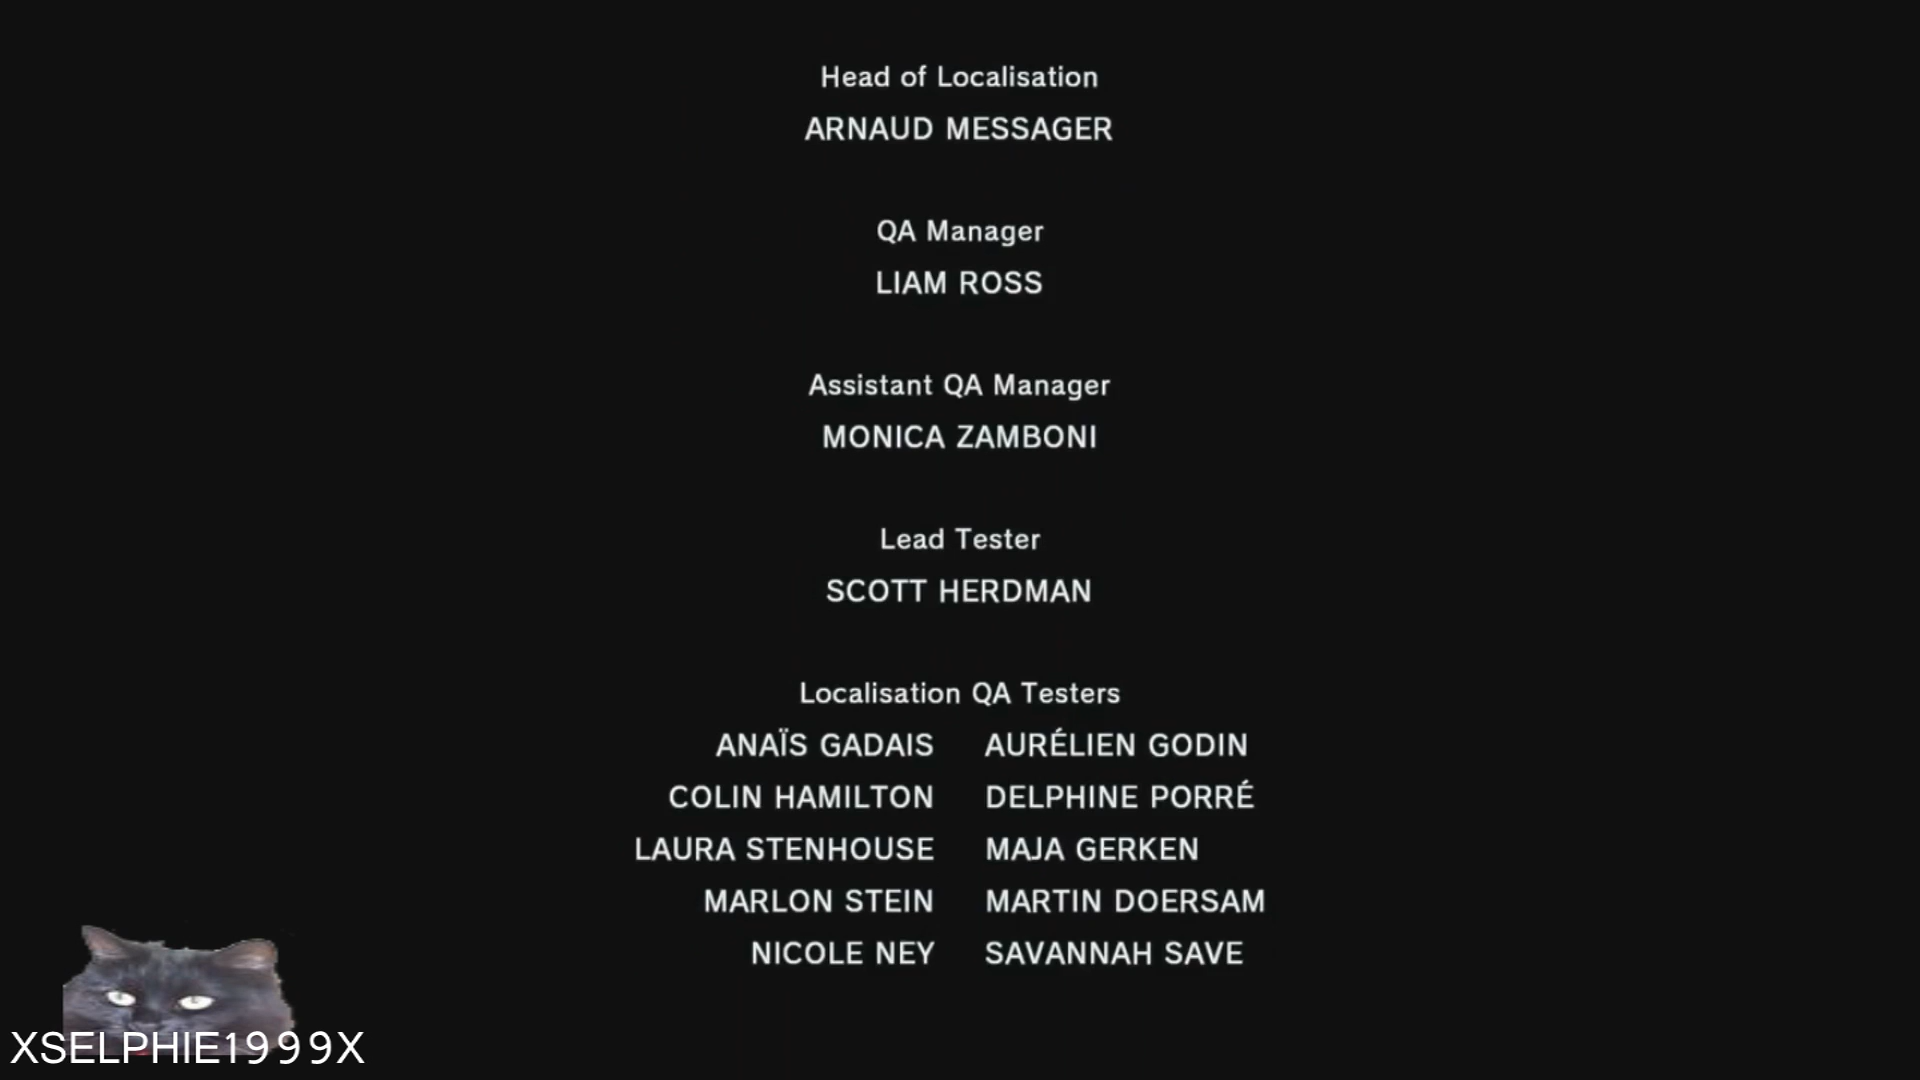 Head of Localisation
ARNAUD MESSAGER
QA Manager
LIAM ROSS
Assistant QA Manager
MONICA ZAMBONI
Lead Tester
SCOTT HERDMAN
Localisation QA Testers
ANAÏS GADAIS AURÉLIEN GODIN
COLIN HAMILTON DELPHINE PORRÉ
LAURA STENHOUSE MAJA GERKEN
MARLON STEIN MARTIN DOERSAM
NICOLE NEY SAVANNAH SAVE
XSELPHIE1999X